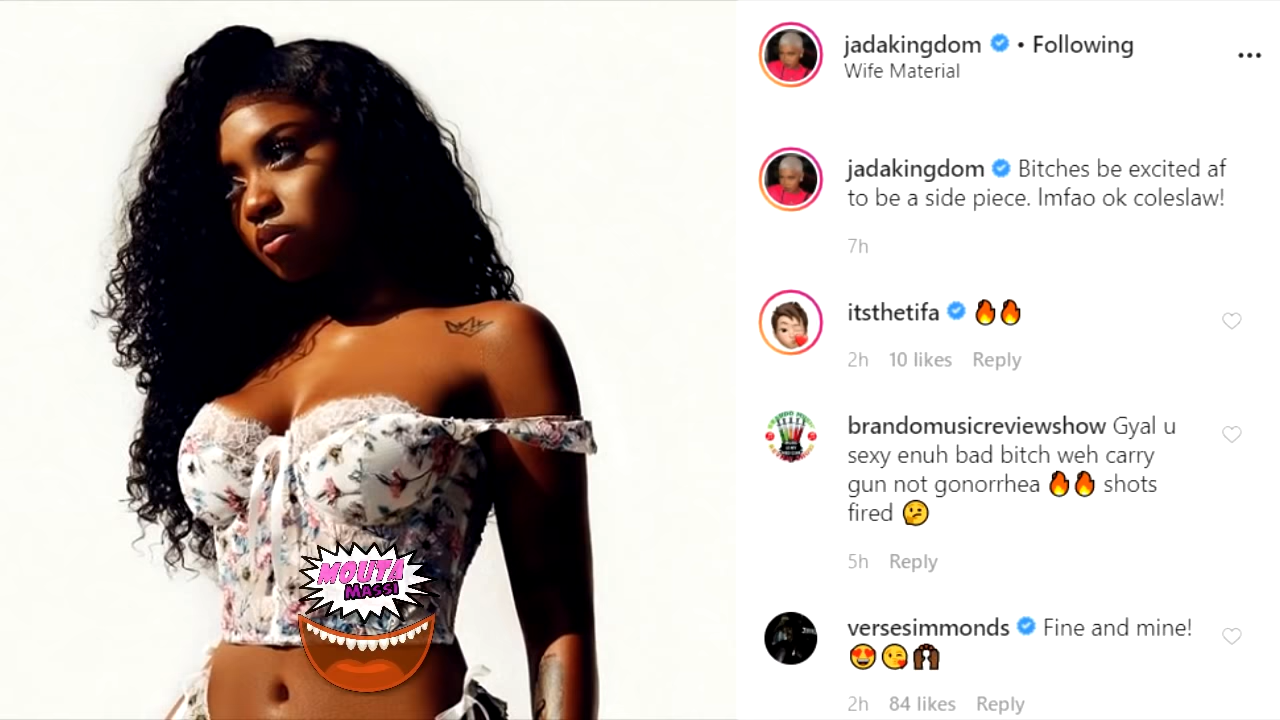 jadakingdom • Following
Wife Material
jadakingdom Bitches be excited af
to be a side piece. lmfao ok coleslaw!
7h
itsthetifa 🔥🔥
2h 10 likes Reply
brandomusicreviewshow Gyal u
sexy enuh bad bitch weh carry
gun not gonorrhea 🔥🔥 shots
fired 🤔
5h Reply
versesimmonds Fine and mine!
😍😘🙌🏿
2h 84 likes Reply
MOUTA
MASSI